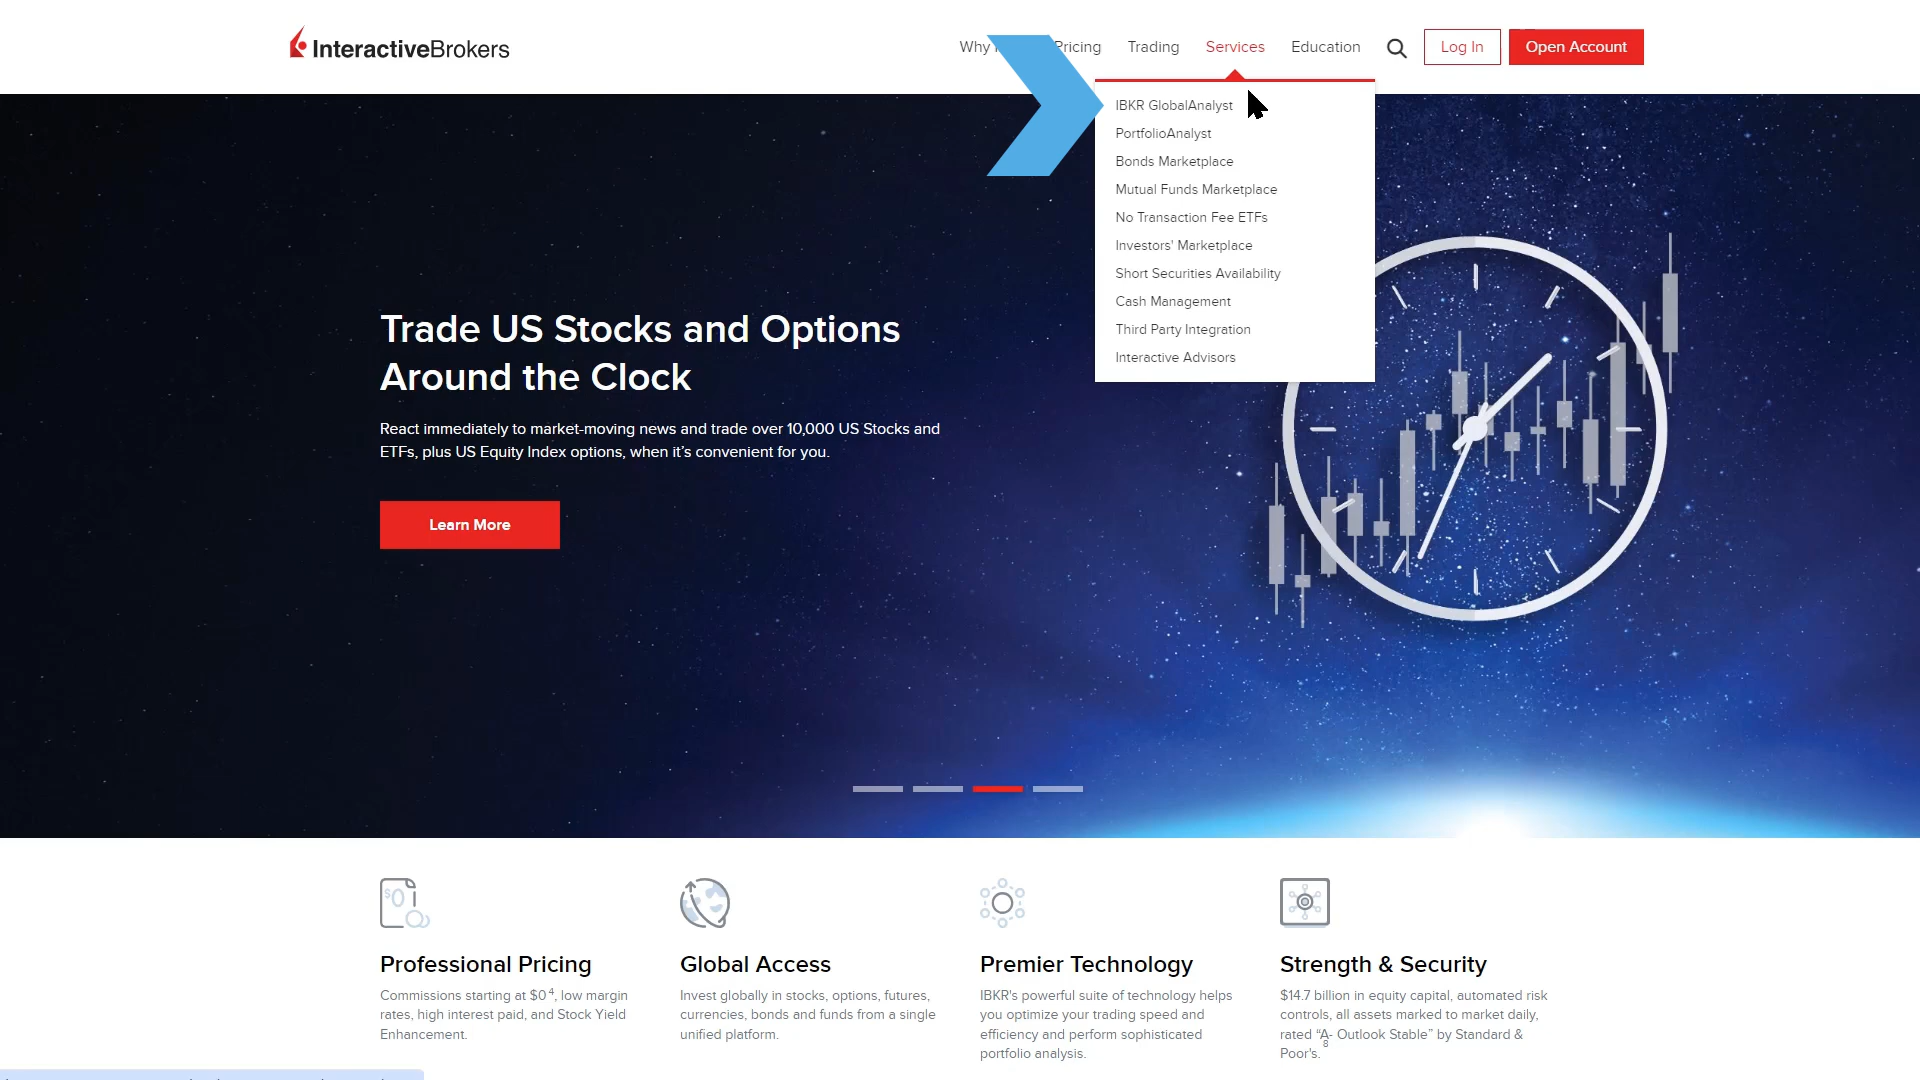 InteractiveBrokers
Why
Pricing
Trading
Services
Education
Log In
Open Account
IBKR GlobalAnalyst
PortfolioAnalyst
Bonds Marketplace
Mutual Funds Marketplace
No Transaction Fee ETFs
Investors' Marketplace
Short Securities Availability
Cash Management
Third Party Integration
Interactive Advisors
Trade US Stocks and Options
Around the Clock
React immediately to market-moving news and trade over 10,000 US Stocks and
ETFs, plus US Equity Index options, when it's convenient for you.
Learn More
$0
Professional Pricing
Commissions starting at $0 4, low margin
rates, high interest paid, and Stock Yield
Enhancement.
Global Access
Invest globally in stocks, options, futures,
currencies, bonds and funds from a single
unified platform.
Premier Technology
IBKR's powerful suite of technology helps
you optimize your trading speed and
efficiency and perform sophisticated
portfolio analysis.
Strength & Security
$14.7 billion in equity capital, automated risk
controls, all assets marked to market daily,
rated “A- Outlook Stable” by Standard &
Poor's. 8